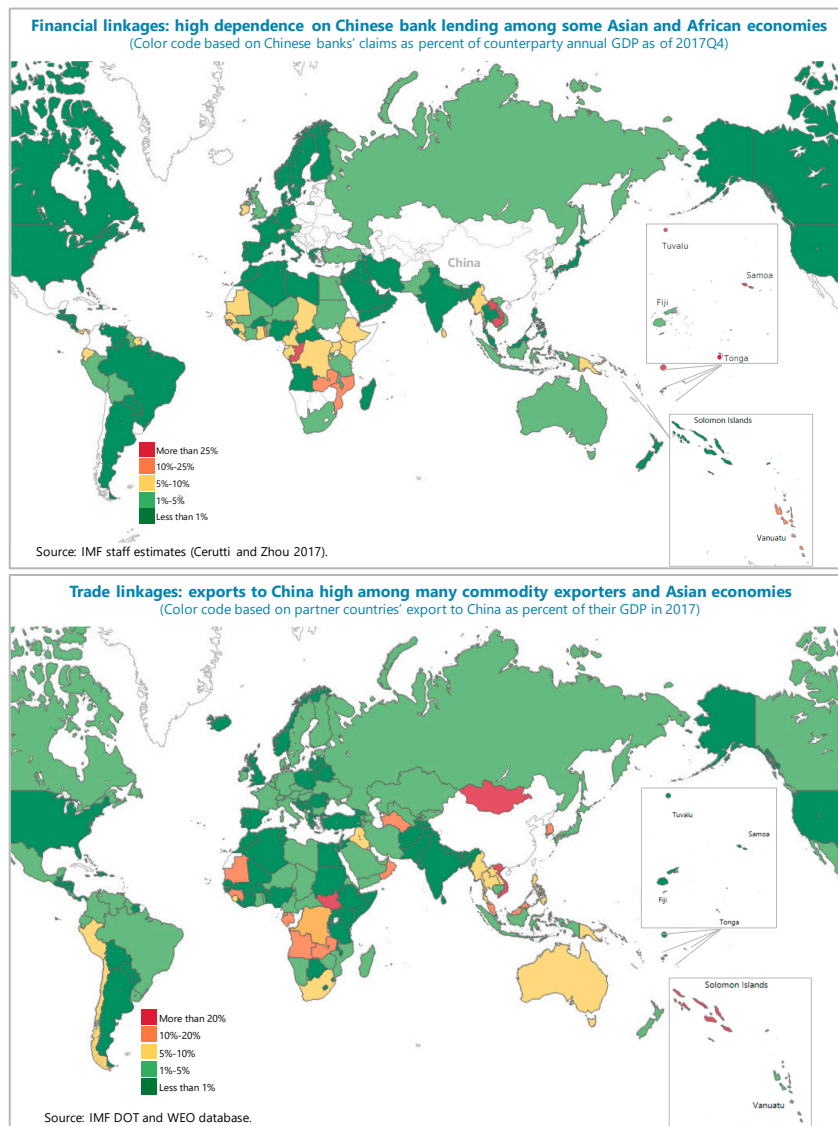 Financial linkages: high dependence on Chinese bank lending among some Asian and African economies
(Color code based on Chinese banks' claims as percent of counterparty annual GDP as of 2017Q4)
China
Tuvalu
Samoa
Fiji
Tonga
Solomon Islands
Vanuatu
More than 25%
10%-25%
5%-10%
1%-5%
Less than 1%
Source: IMF staff estimates (Cerutti and Zhou 2017).
Trade linkages: exports to China high among many commodity exporters and Asian economies
(Color code based on partner countries' export to China as percent of their GDP in 2017)
Tuvalu
Samoa
Fiji
Tonga
Solomon Islands
Vanuatu
More than 20%
10%-20%
5%-10%
1%-5%
Less than 1%
Source: IMF DOT and WEO database.